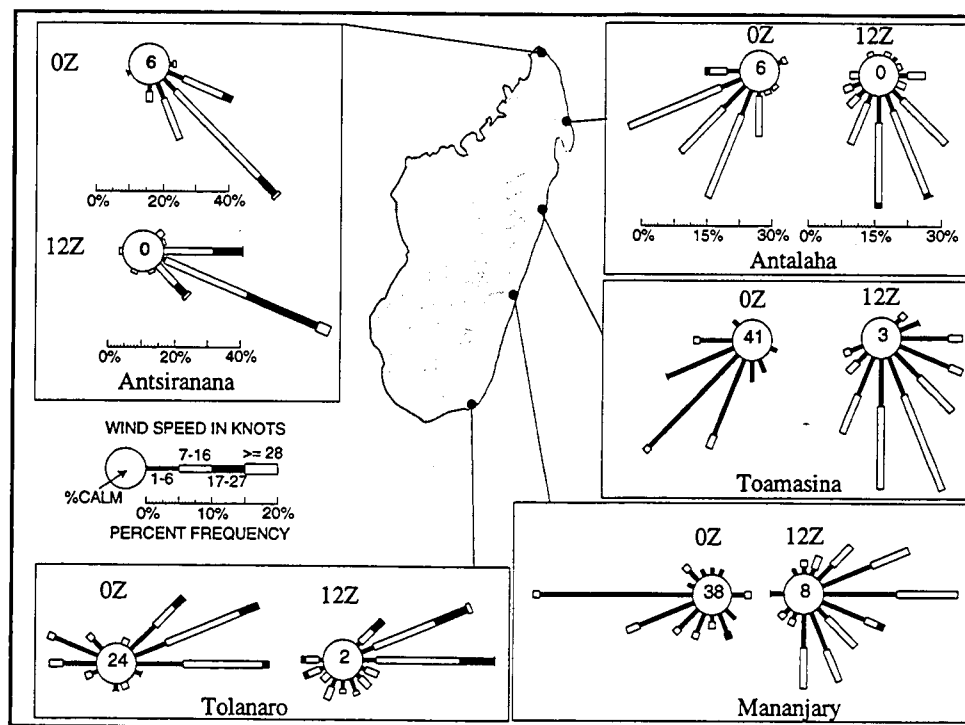 0Z
6
0% 20% 40%
12Z
0
0% 20% 40%
Antsiranana
0Z
12Z
6
0
0% 15% 30% 0% 15% 30%
Antalaha
0Z
12Z
41
3
Toamasina
WIND SPEED IN KNOTS
7-16 >= 28
1-6 17-27
%CALM
0% 10% 20%
PERCENT FREQUENCY
0Z
12Z
24
2
Tolanaro
0Z
12Z
38
8
Mananjary